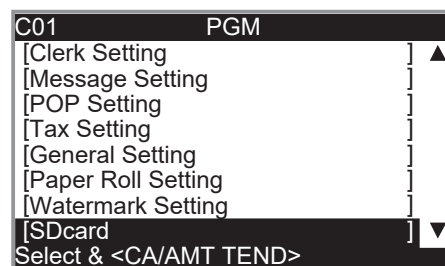 C01 PGM
[Clerk Setting ] ▲
[Message Setting ]
[POP Setting ]
[Tax Setting ]
[General Setting ]
[Paper Roll Setting ]
[Watermark Setting ]
[SDcard ] ▼
Select & <CA/AMT TEND>